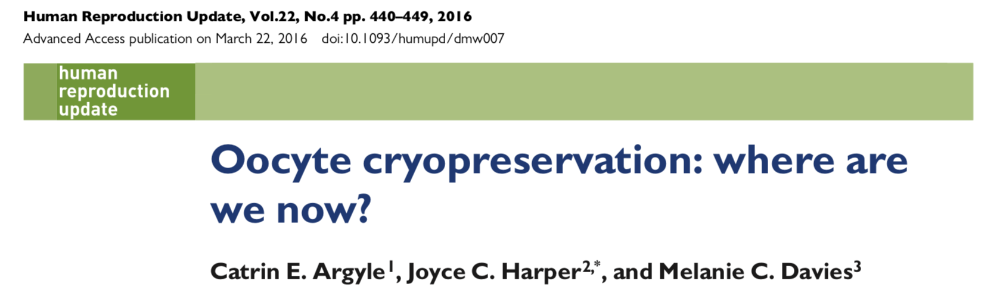 Human Reproduction Update, Vol.22, No.4 pp. 440–449, 2016
Advanced Access publication on March 22, 2016 doi:10.1093/humupd/dmw007
human
reproduction
update
Oocyte cryopreservation: where are
we now?
Catrin E. Argyle1, Joyce C. Harper2,*, and Melanie C. Davies3